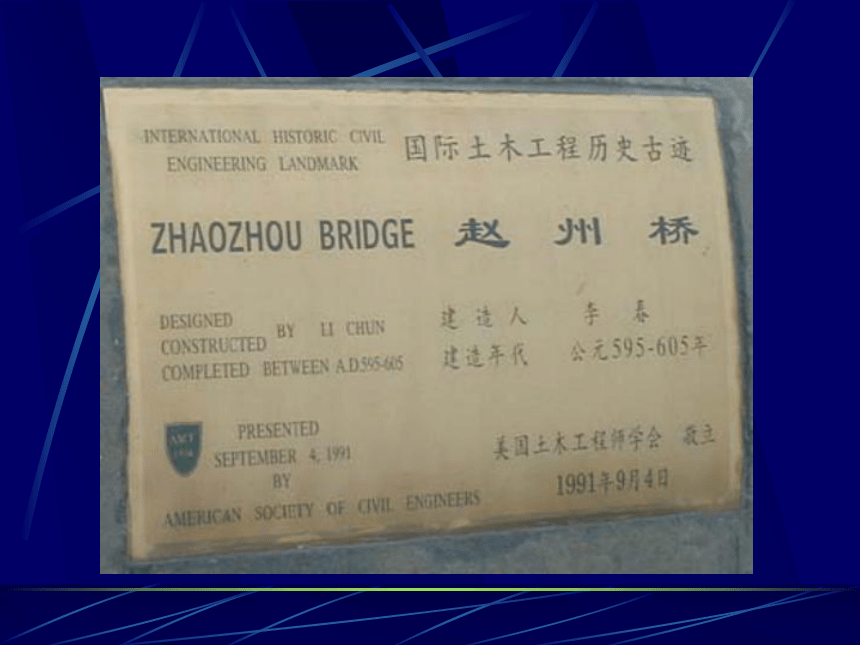 INTERNATIONAL HISTORIC CIVIL
ENGINEERING LANDMARK
国际土木工程历史古迹
ZHAOZHOU BRIDGE 赵州桥
DESIGNED
CONSTRUCTED BY LI CHUN
COMPLETED BETWEEN A.D.595-605
建造人 李春
建造年代 公元595-605年
PRESENTED
SEPTEMBER 4, 1991
BY
AMERICAN SOCIETY OF CIVIL ENGINEERS
美国土木工程师学会 敬立
1991年9月4日